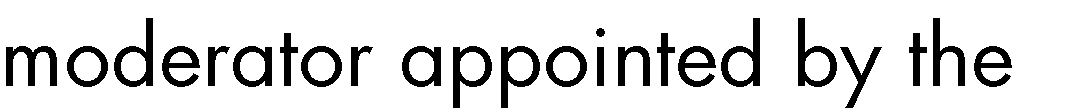 moderator appointed by the